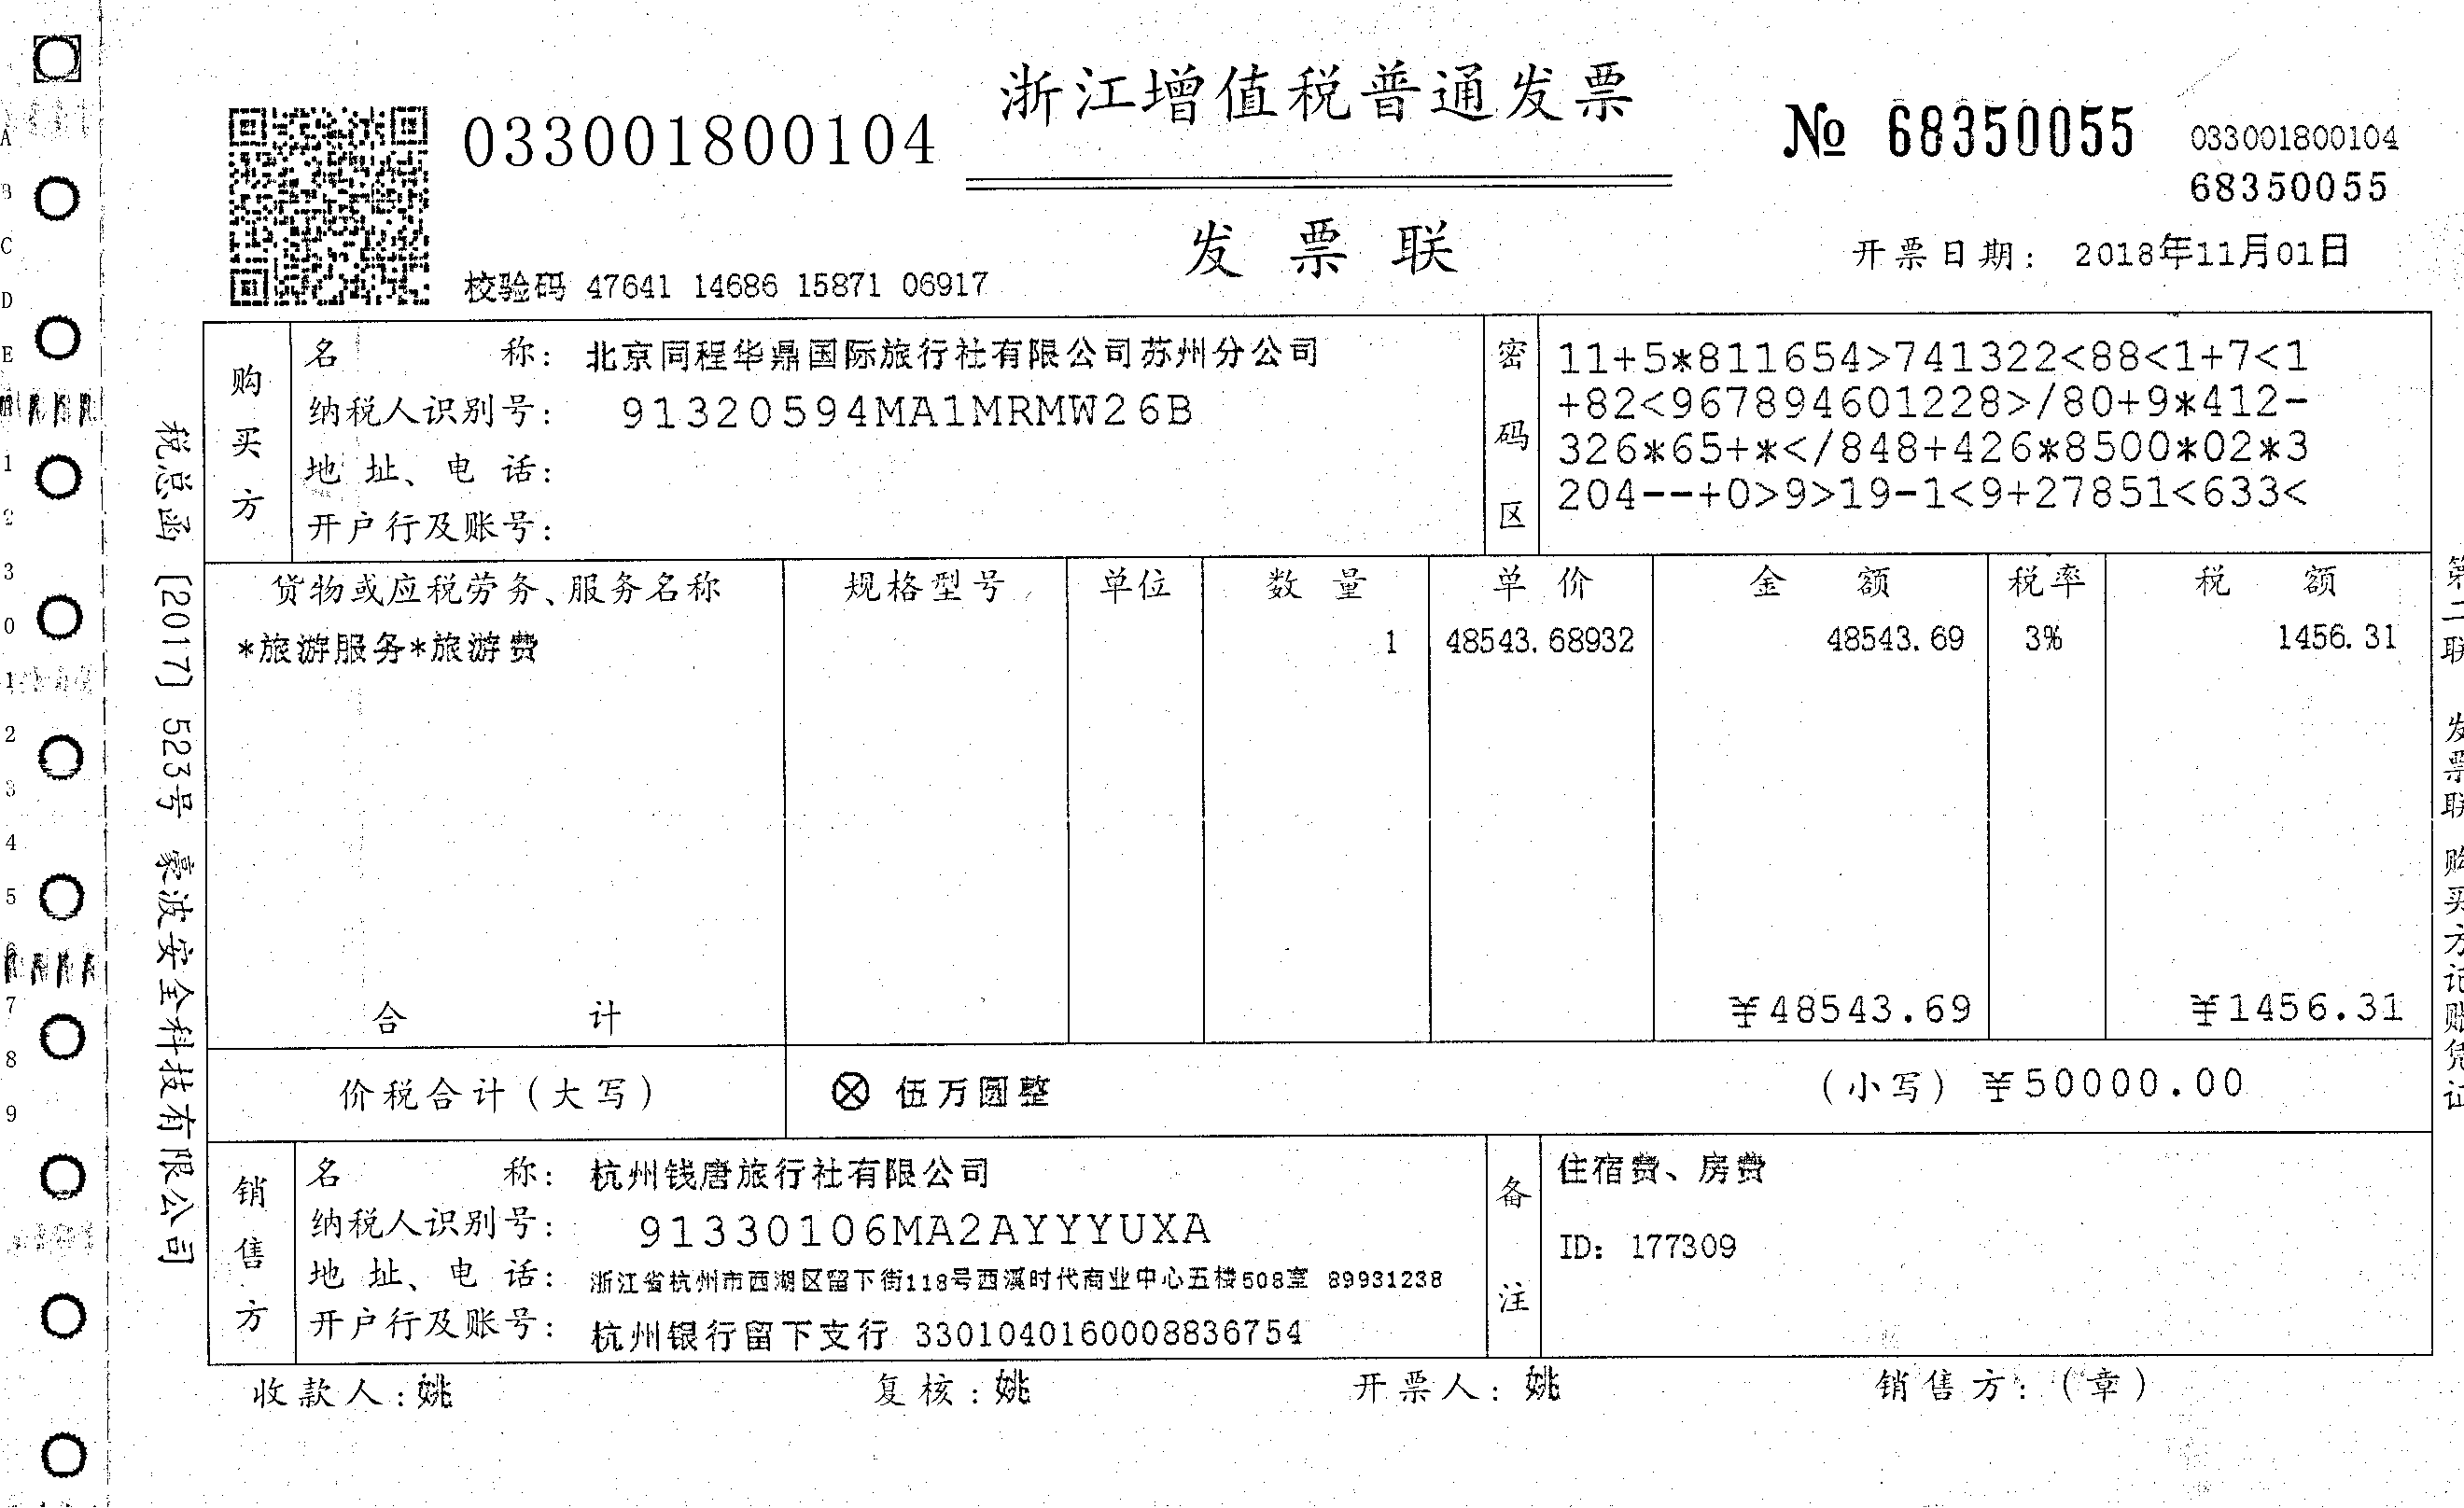 浙江增值税普通发票
033001800104
№ 68350055
033001800104
68350055
发票联
校验码 47641 14686 15871 06917
开票日期: 2018年11月01日
税总函 [2017] 523号 豪波安全科技有限公司
购买方
名称: 北京同程华鼎国际旅行社有限公司苏州分公司
纳税人识别号: 91320594MA1MRMW26B
地址、电话:
开户行及账号:
密码区
11+5*811654>741322<88<1+7<1
+82<967894601228>/80+9*412-
326*65+*</848+426*8500*02*3
204--+0>9>19-1<9+27851<633<
货物或应税劳务、服务名称 规格型号 单位 数量 单价 金额 税率 税额
*旅游服务*旅游费 1 48543.68932 48543.69 3% 1456.31
合计 ¥48543.69 ¥1456.31
价税合计(大写) ⊗ 伍万圆整 (小写) ¥50000.00
销售方
名称: 杭州钱唐旅行社有限公司
纳税人识别号: 91330106MA2AYYYUXA
地址、电话: 浙江省杭州市西湖区留下街118号西溪时代商业中心五楼508室 89931238
开户行及账号: 杭州银行留下支行 3301040160008836754
备注
住宿费、房费
ID: 177309
收款人:姚 复核:姚 开票人:姚 销售方:(章)
第二联 发票联 购买方记账凭证